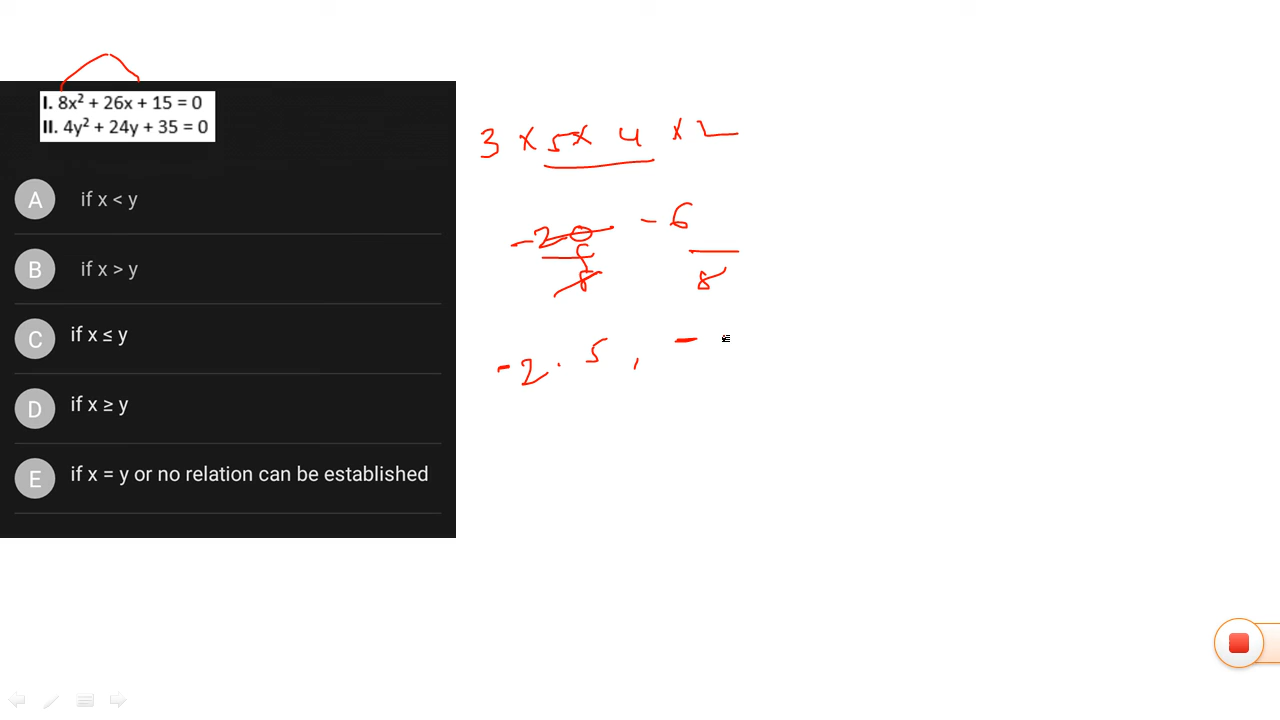 I. 8x² + 26x + 15 = 0
II. 4y² + 24y + 35 = 0
A if x < y
B if x > y
C if x ≤ y
D if x ≥ y
E if x = y or no relation can be established
3 × 5 × 4 × 2
-20 -6
8 8
-2.5, -